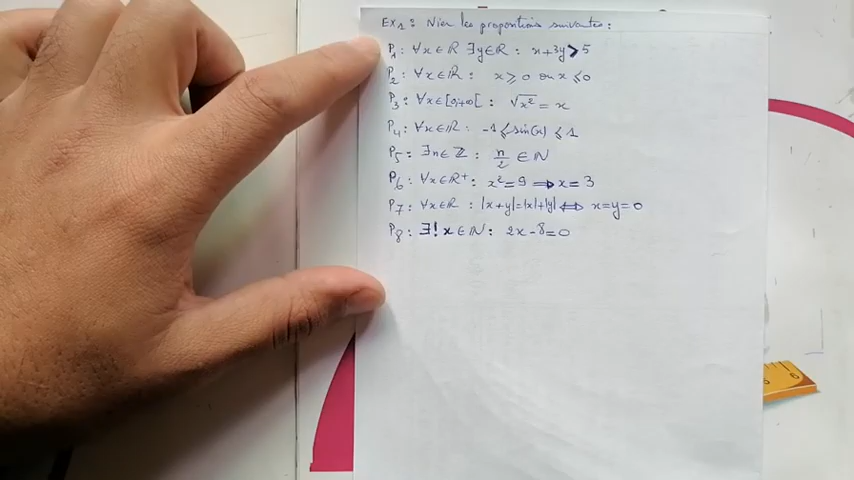 Ex1: Nier les propositions suivantes:
P1: ∀x∈ℝ ∃y∈ℝ: x+3y>5
P2: ∀x∈ℝ: x⩾0 ou x⩽0
P3: ∀x∈[0;+∞[: √x² = x
P4: ∀x∈ℝ: -1⩽sin(x)⩽1
P5: ∃n∈ℤ: n/2 ∈ ℕ
P6: ∀x∈ℝ⁺: x²=9 ⟹ x=3
P7: ∀x∈ℝ: |x+y|=|x|+|y| ⟺ x=y=0
P8: ∃!x∈ℕ: 2x-8=0